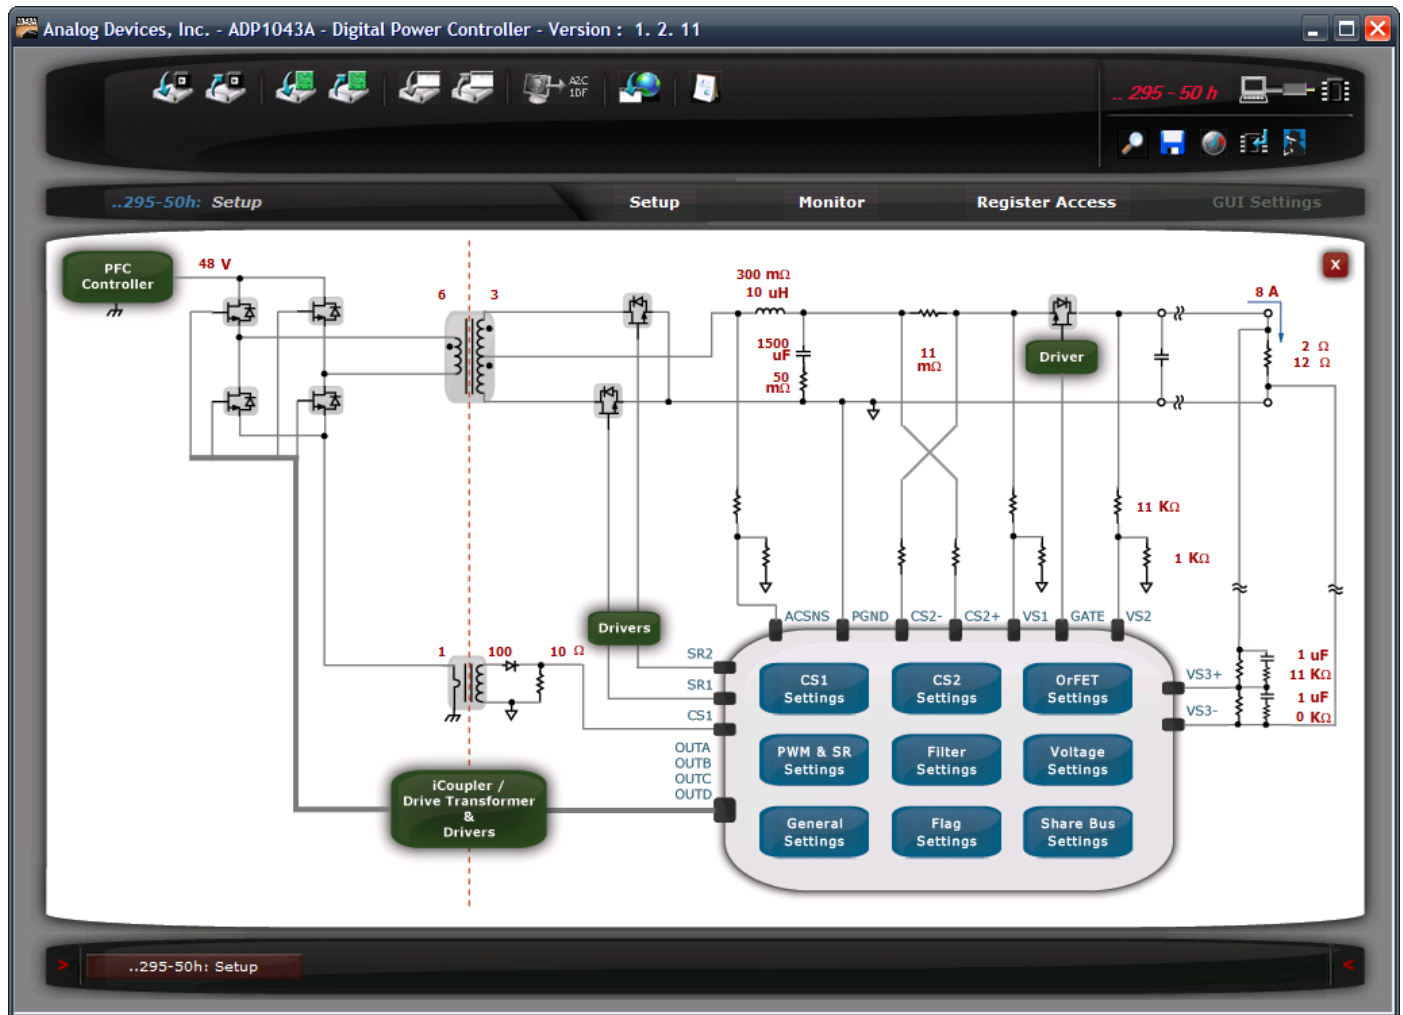 Analog Devices, Inc. - ADP1043A - Digital Power Controller - Version : 1. 2. 11
A2C
1DF
.. 295 - 50 h
..295-50h: Setup
Setup
Monitor
Register Access
GUI Settings
PFC
Controller
48 V
6
3
300 mΩ
10 uH
1500
uF
50
mΩ
11
mΩ
Driver
8 A
2 Ω
12 Ω
11 KΩ
1 KΩ
Drivers
ACSNS
PGND
CS2-
CS2+
VS1
GATE
VS2
1
100
10 Ω
SR2
SR1
CS1
OUTA
OUTB
OUTC
OUTD
VS3+
VS3-
1 uF
11 KΩ
1 uF
0 KΩ
CS1
Settings
CS2
Settings
OrFET
Settings
PWM & SR
Settings
Filter
Settings
Voltage
Settings
General
Settings
Flag
Settings
Share Bus
Settings
iCoupler /
Drive Transformer
&
Drivers
..295-50h: Setup